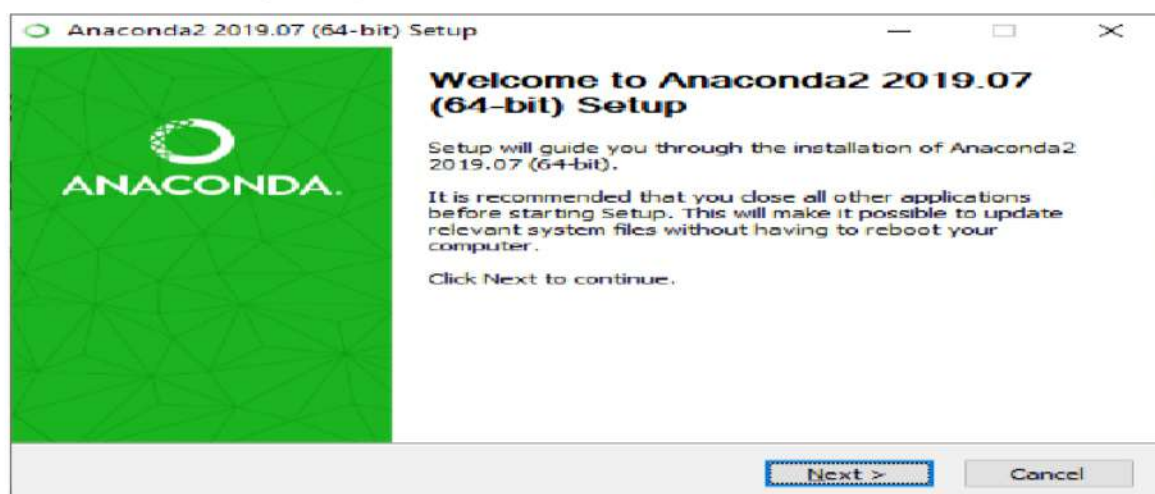 Anaconda2 2019.07 (64-bit) Setup
ANACONDA.
Welcome to Anaconda2 2019.07
(64-bit) Setup
Setup will guide you through the installation of Anaconda2
2019.07 (64-bit).
It is recommended that you close all other applications
before starting Setup. This will make it possible to update
relevant system files without having to reboot your
computer.
Click Next to continue.
Next >
Cancel